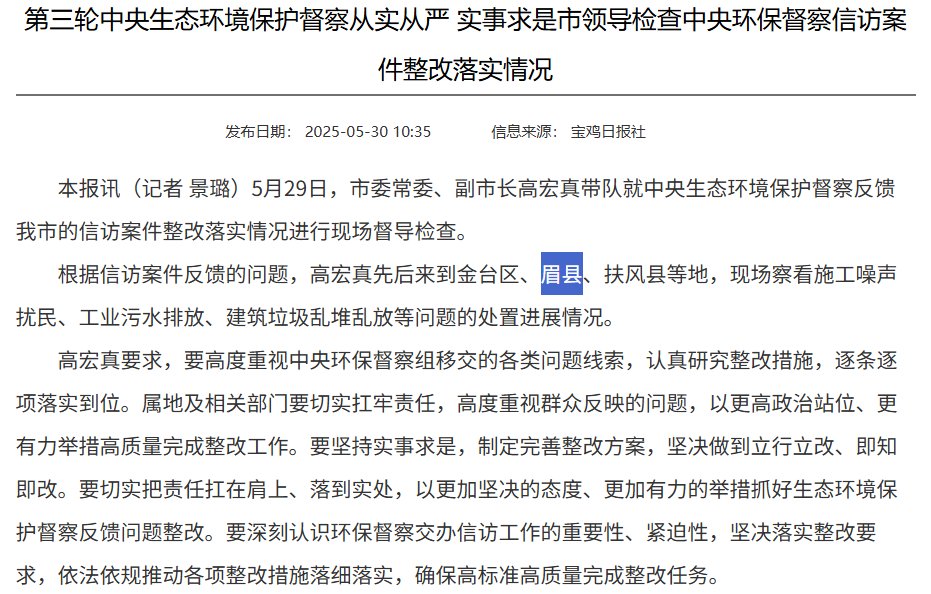 第三轮中央生态环境保护督察从实从严 实事求是市领导检查中央环保督察信访案
件整改落实情况
发布日期： 2025-05-30 10:35 信息来源： 宝鸡日报社
本报讯（记者 景璐）5月29日，市委常委、副市长高宏真带队就中央生态环境保护督察反馈
我市的信访案件整改落实情况进行现场督导检查。
根据信访案件反馈的问题，高宏真先后来到金台区、眉县、扶风县等地，现场察看施工噪声
扰民、工业污水排放、建筑垃圾乱堆乱放等问题的处置进展情况。
高宏真要求，要高度重视中央环保督察组移交的各类问题线索，认真研究整改措施，逐条逐
项落实到位。属地及相关部门要切实扛牢责任，高度重视群众反映的问题，以更高政治站位、更
有力举措高质量完成整改工作。要坚持实事求是，制定完善整改方案，坚决做到立行立改、即知
即改。要切实把责任扛在肩上、落到实处，以更加坚决的态度、更加有力的举措抓好生态环境保
护督察反馈问题整改。要深刻认识环保督察交办信访工作的重要性、紧迫性，坚决落实整改要
求，依法依规推动各项整改措施落细落实，确保高标准高质量完成整改任务。